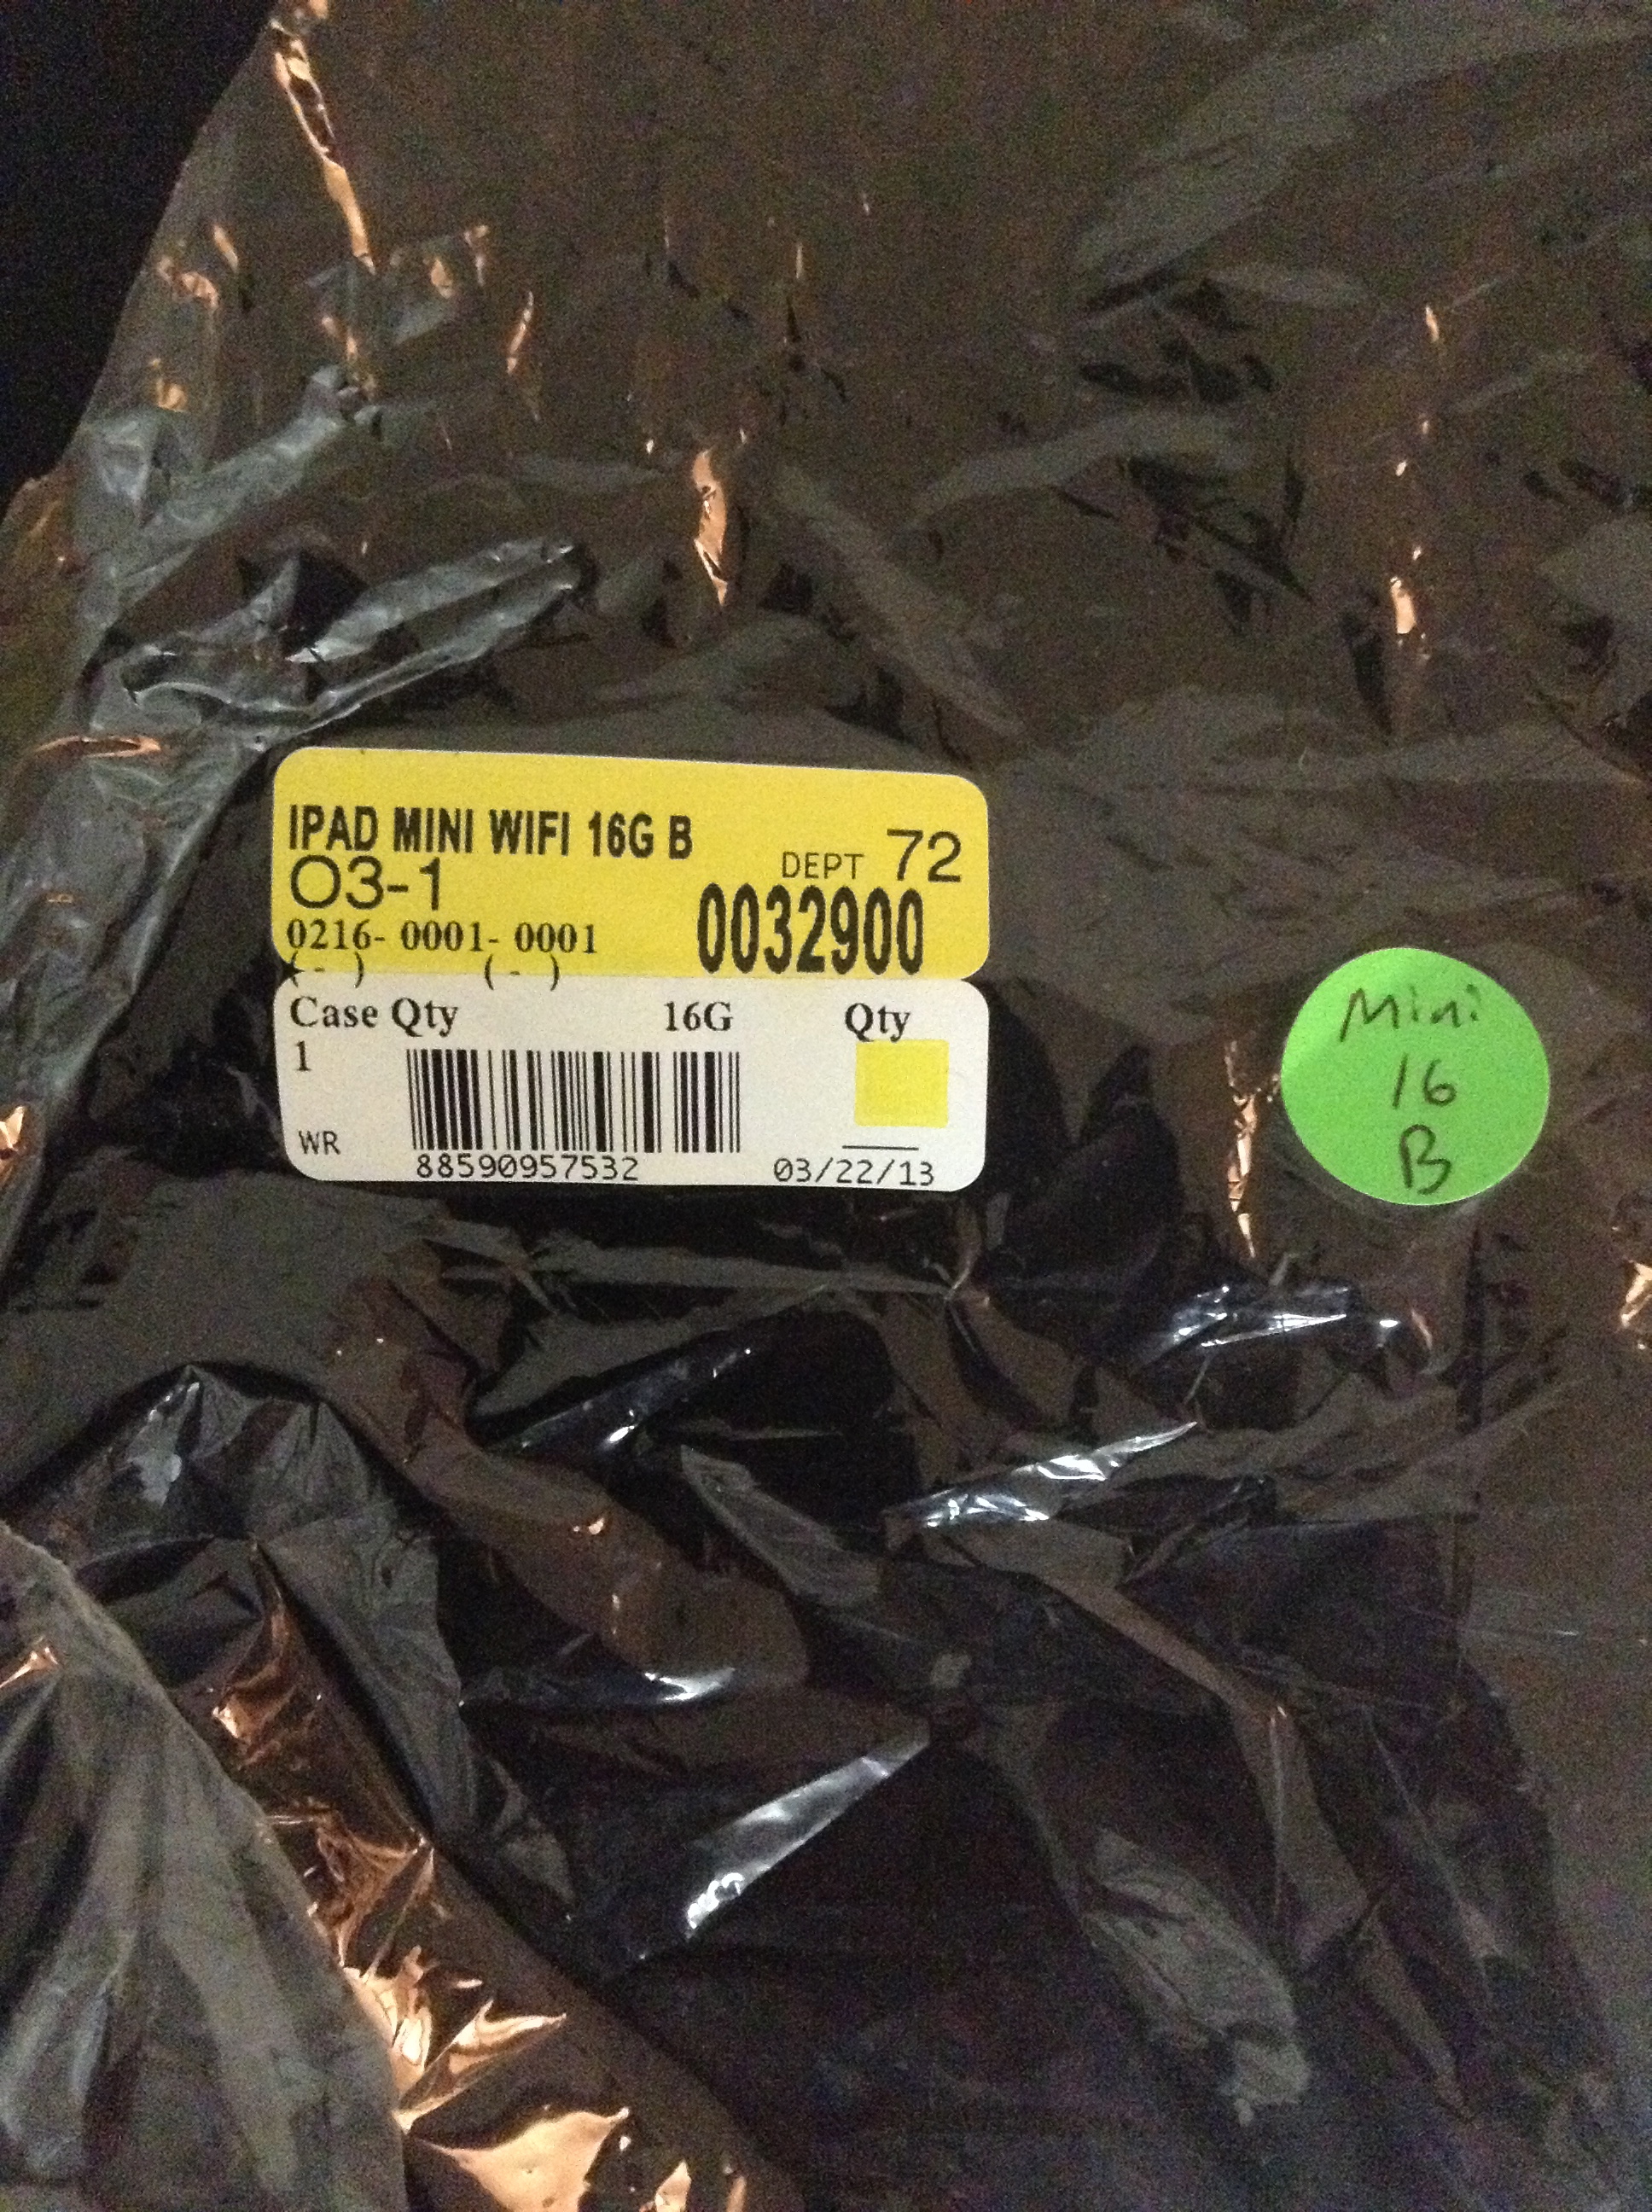 IPAD MINI WIFI 16G B
DEPT 72
O3-1
0032900
0216- 0001- 0001
( - ) ( - )
Case Qty 16G Qty
1
WR
88590957532 03/22/13
Mini
16
B